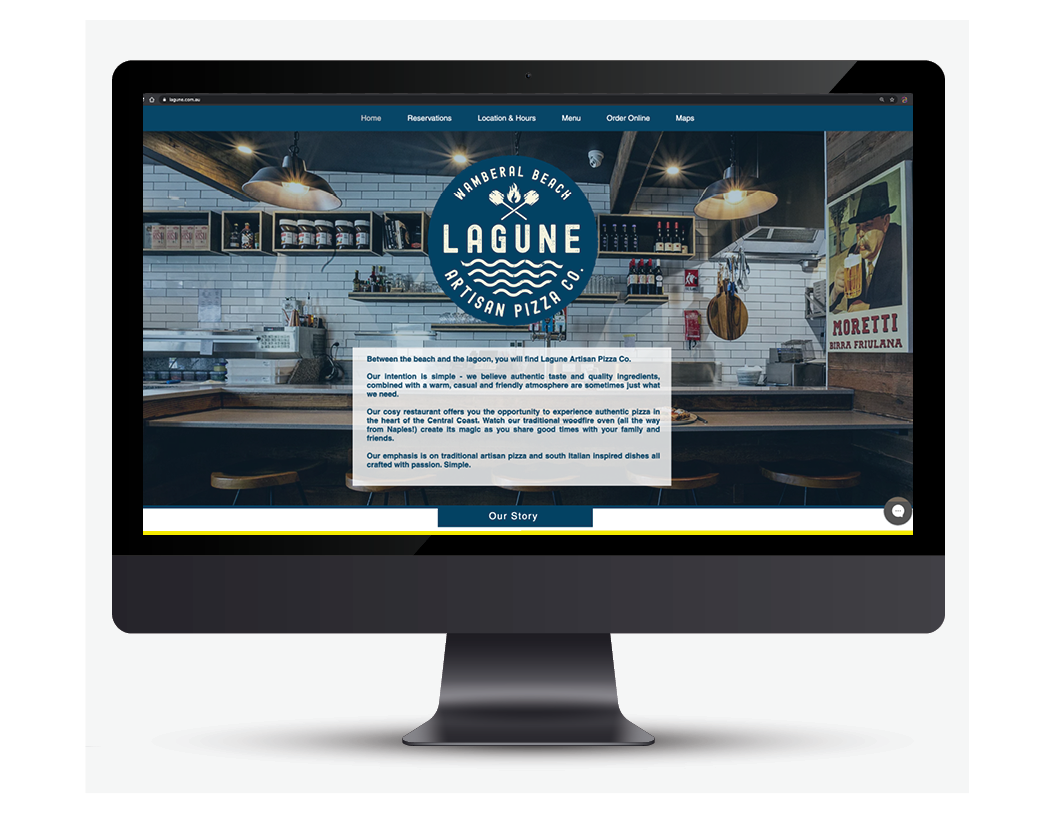 lagune.com.au
Home Reservations Location & Hours Menu Order Online Maps
WAMBERAL BEACH
LAGUNE
ARTISAN PIZZA CO.
MORETTI
BIRRA FRIULANA
Between the beach and the lagoon, you will find Lagune Artisan Pizza Co.
Our intention is simple - we believe authentic taste and quality ingredients,
combined with a warm, casual and friendly atmosphere are sometimes just what
we need.
Our cosy restaurant offers you the opportunity to experience authentic pizza in
the heart of the Central Coast. Watch our traditional woodfire oven (all the way
from Naples!) create its magic as you share good times with your family and
friends.
Our emphasis is on traditional artisan pizza and south Italian inspired dishes all
crafted with passion. Simple.
Our Story